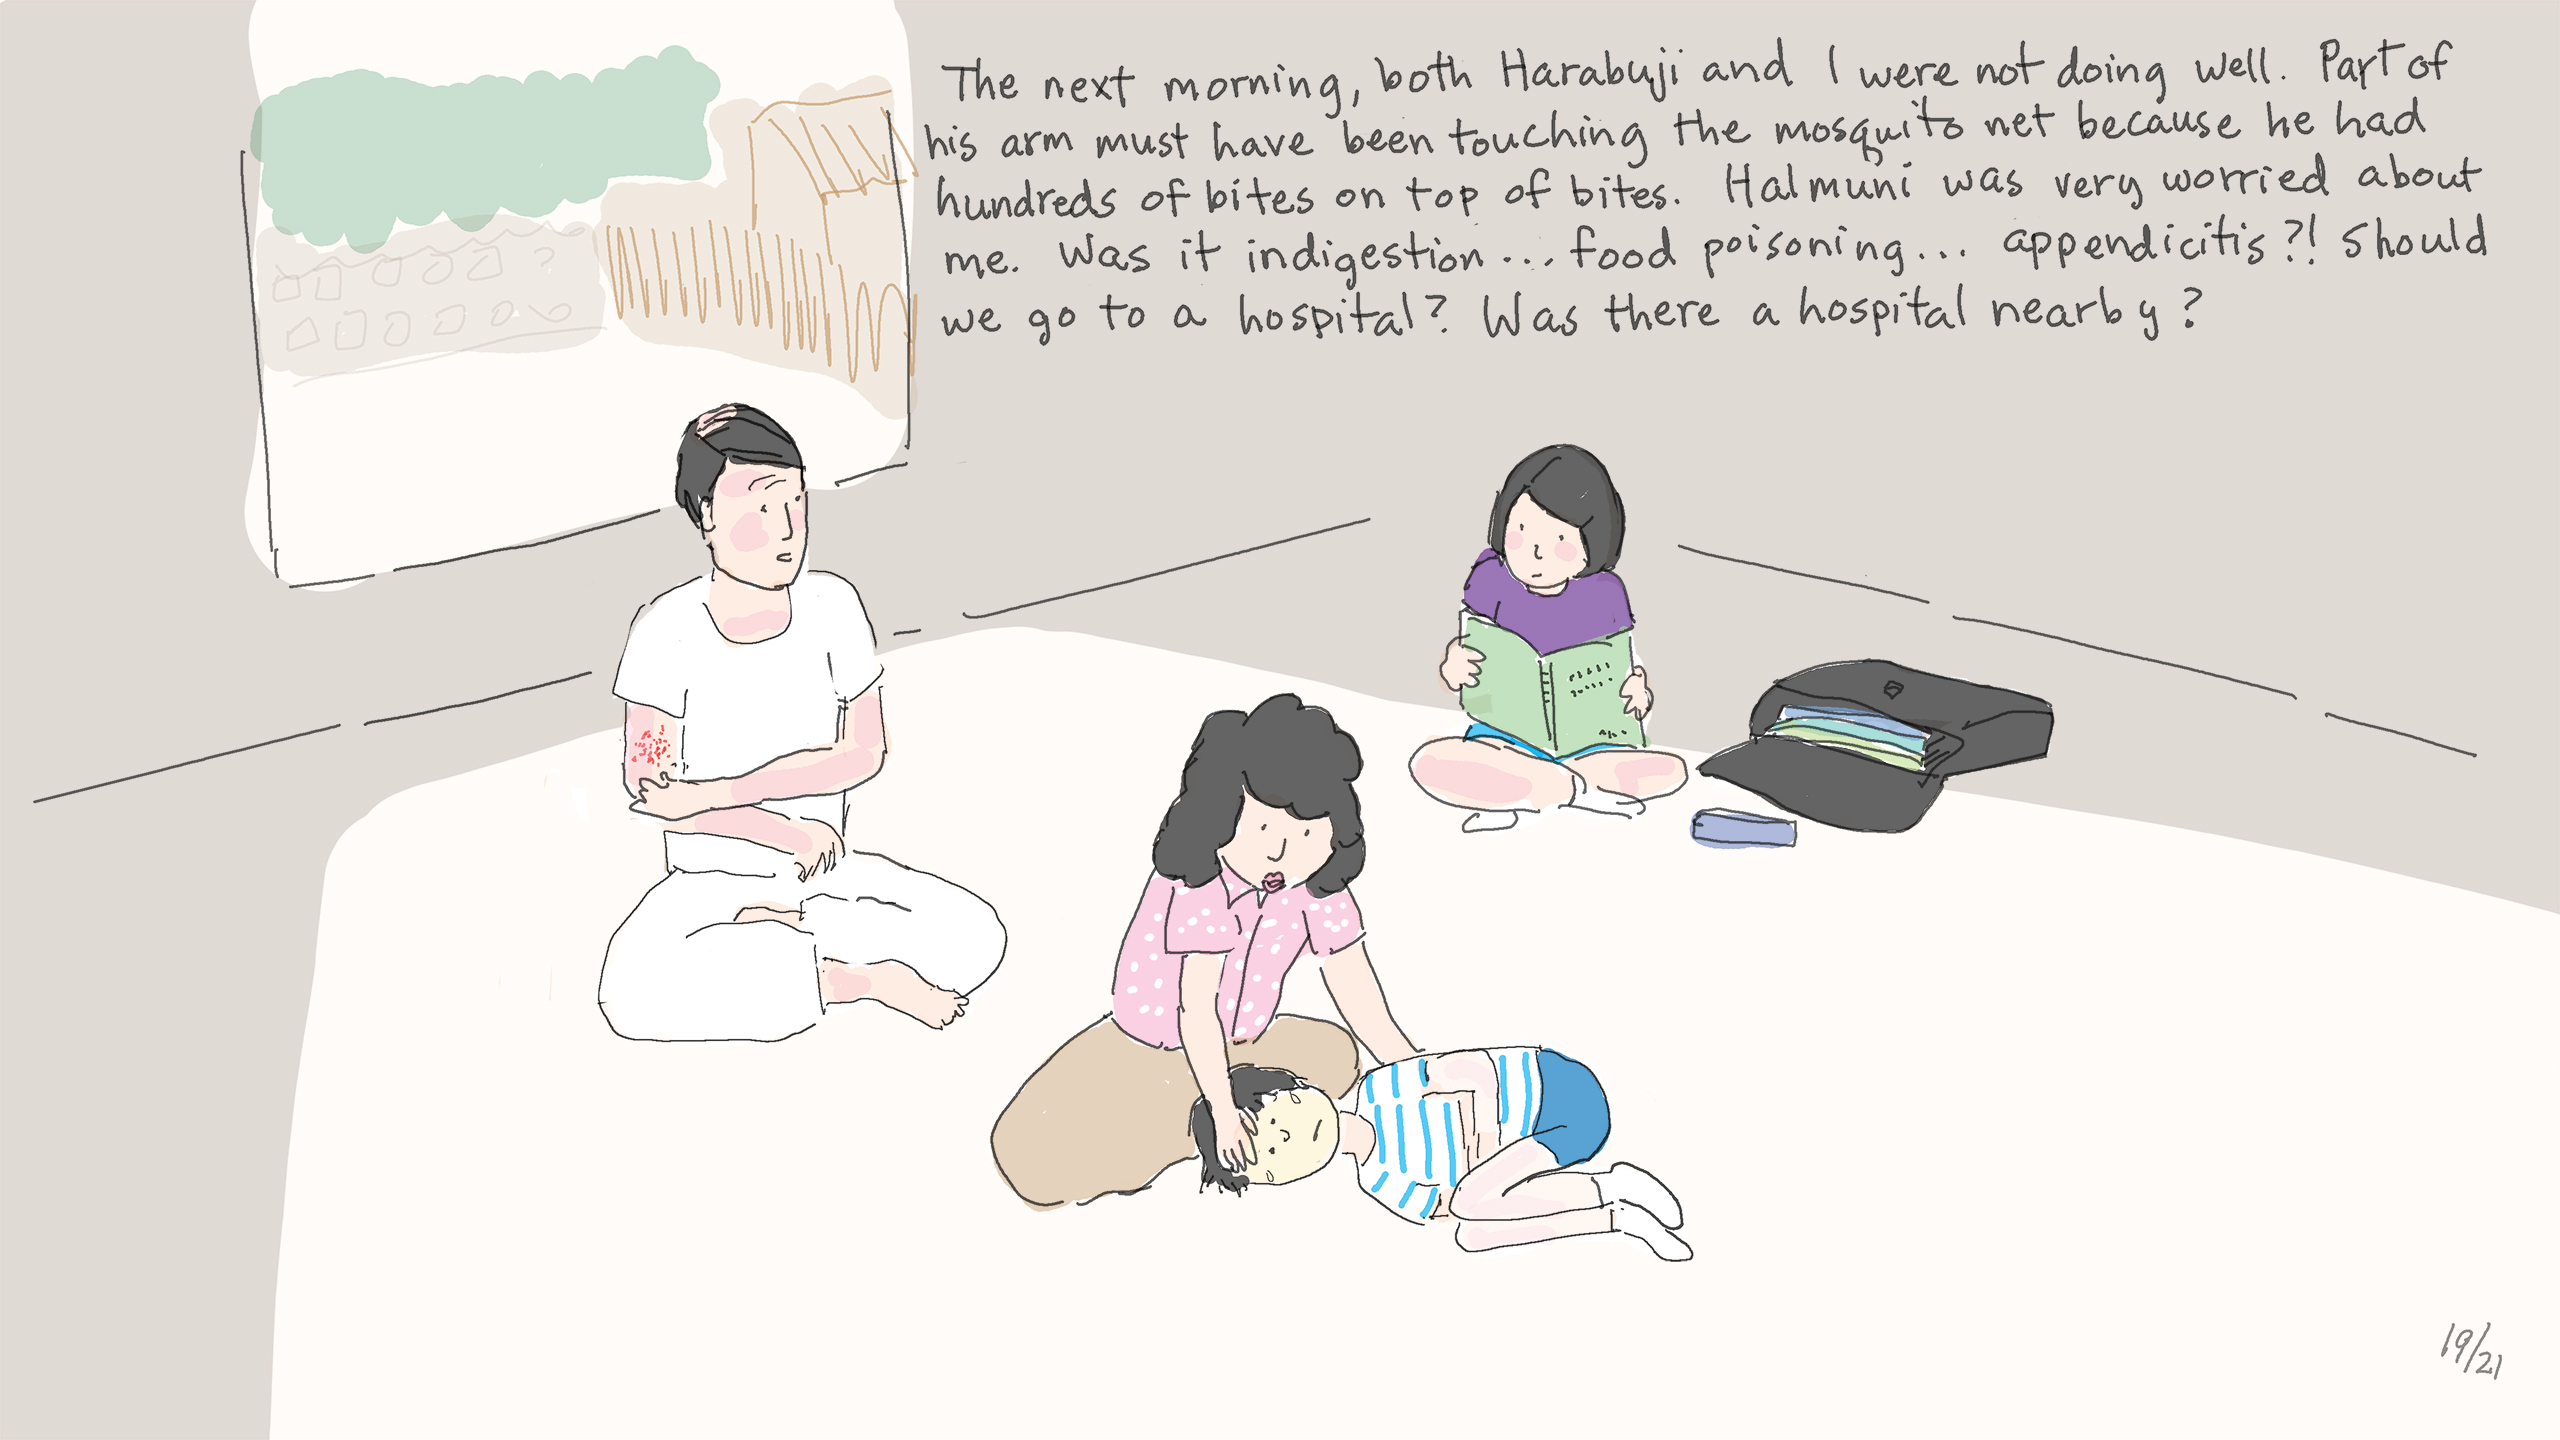 The next morning, both Harabuji and I were not doing well. Part of
his arm must have been touching the mosquito net because he had
hundreds of bites on top of bites. Halmuni was very worried about
me. Was it indigestion... food poisoning... appendicitis?! Should
we go to a hospital? Was there a hospital nearby?
19/21